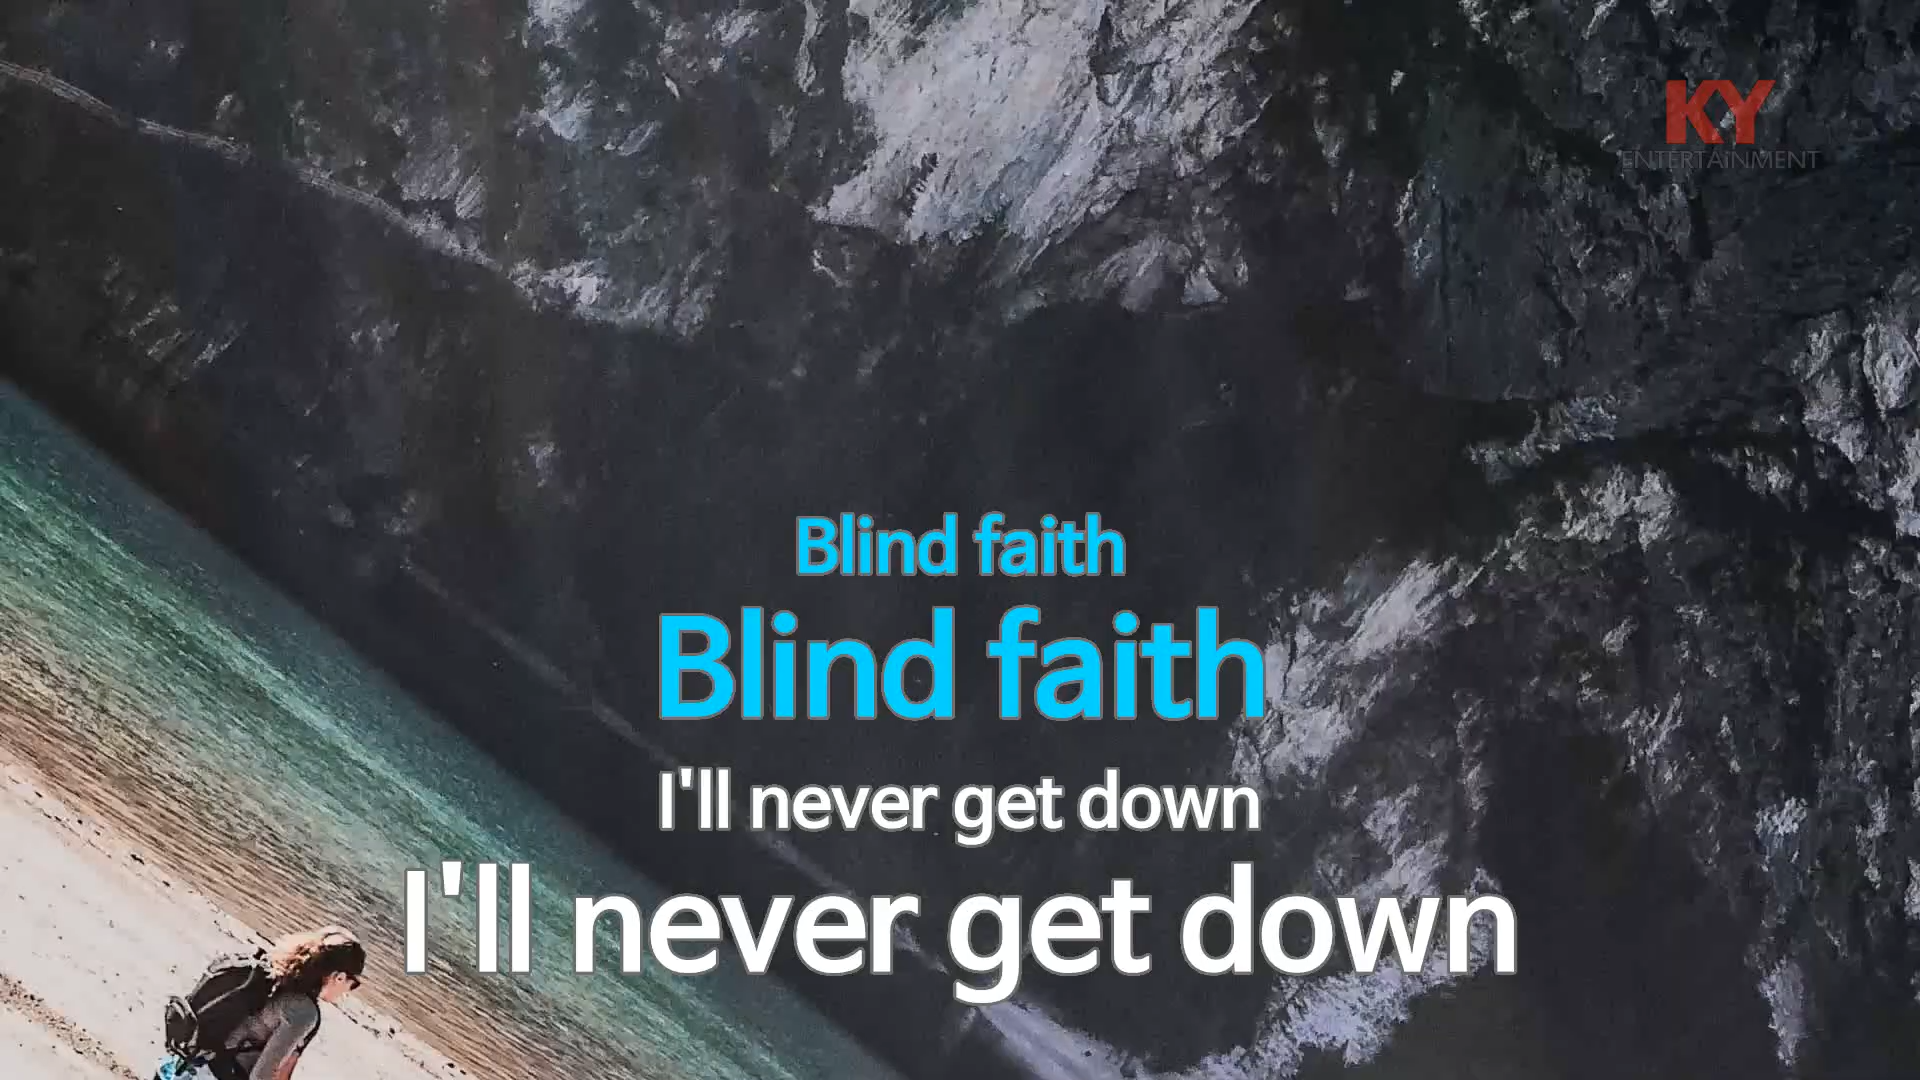 KY
ENTERTAINMENT
Blind faith
Blind faith
I'll never get down
I'll never get down